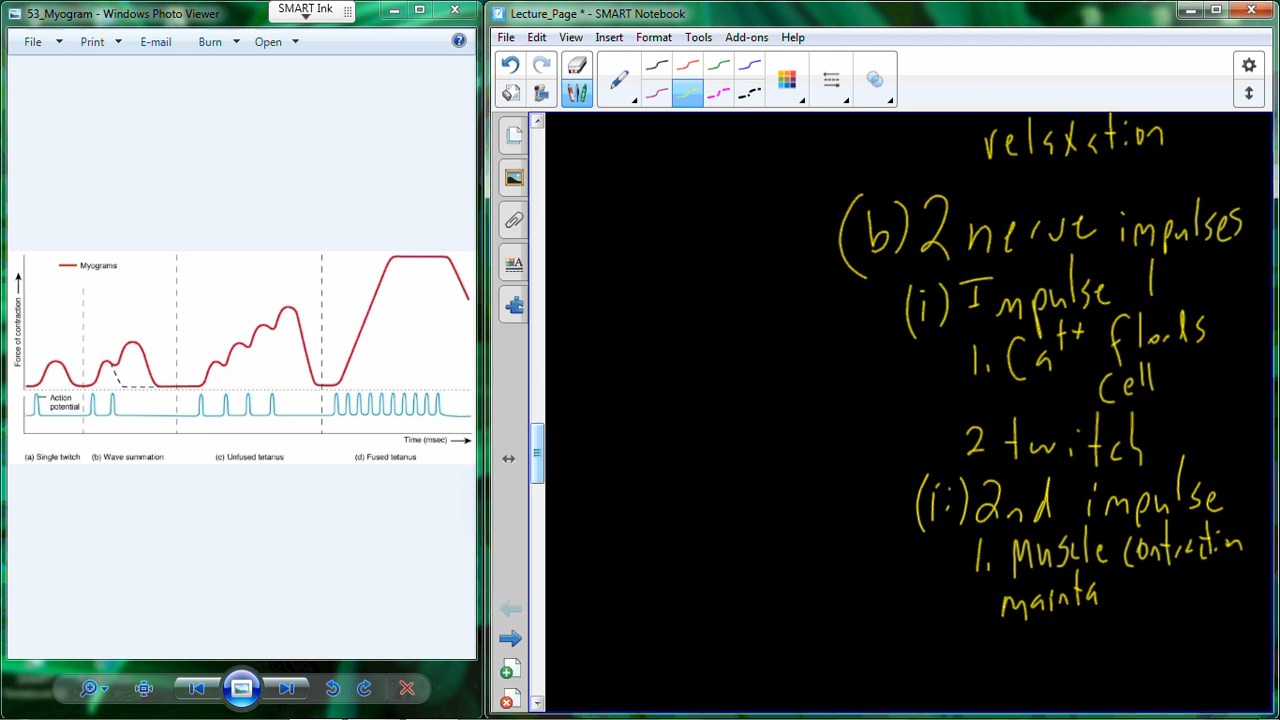 53_Myogram - Windows Photo Viewer
SMART Ink
File Print E-mail Burn Open
Myograms
Force of contraction
Action
potential
Time (msec)
(a) Single twitch (b) Wave summation (c) Unfused tetanus (d) Fused tetanus
Lecture_Page * - SMART Notebook
File Edit View Insert Format Tools Add-ons Help
relaxation
(b) 2 nerve impulses
(i) Impulse 1
1. Ca++ floods
cell
2 twitch
(ii) 2nd impulse
1. Muscle contraction
mainta